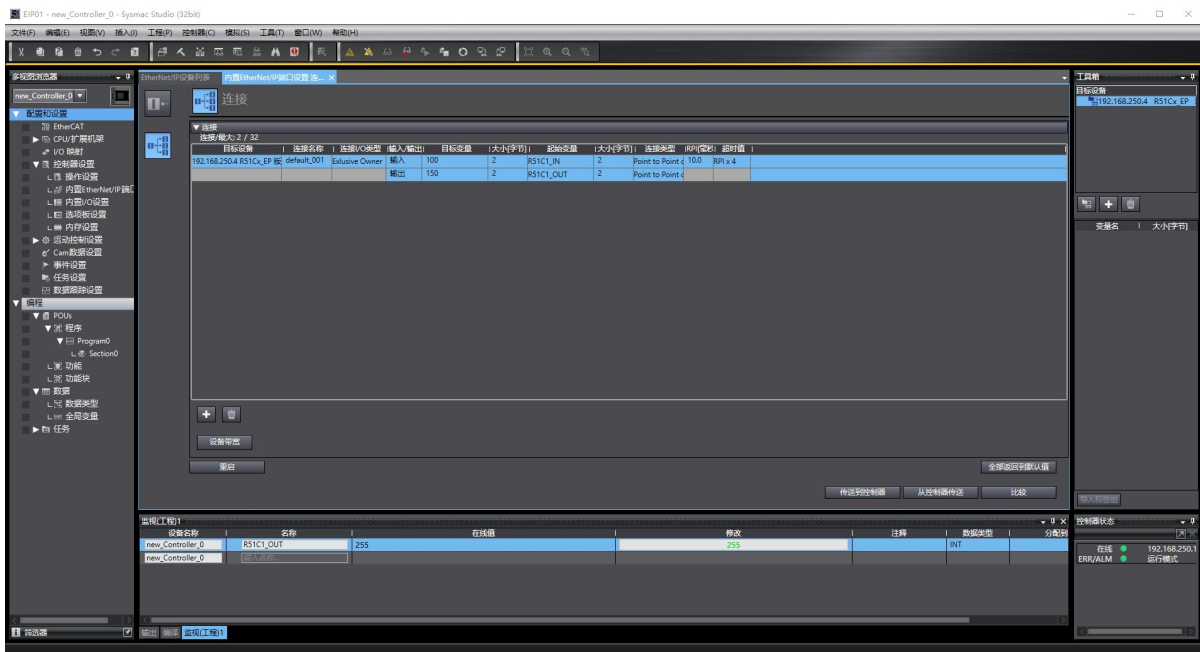 EIP01 - new_Controller_0 - Sysmac Studio (32bit)
文件(F) 编辑(E) 视图(V) 插入(I) 工程(P) 控制器(C) 模拟(S) 工具(T) 窗口(W) 帮助(H)
多视图浏览器
new_Controller_0
配置和设置
EtherCAT
CPU/扩展机架
I/O 映射
控制器设置
操作设置
内置EtherNet/IP端口
内置I/O设置
选项板设置
内存设置
运动控制设置
Cam数据设置
事件设置
任务设置
数据跟踪设置
编程
POUs
程序
Program0
Section0
功能
功能块
数据
数据类型
全局变量
任务
筛选器
EtherNet/IP设备列表 内置EtherNet/IP端口设置 连...
连接
连接
连接/最大: 2 / 32
目标设备 连接名称 连接I/O类型 输入/输出 目标变量 大小[字节] 起始变量 大小[字节] 连接类型 RPI[毫秒] 超时值
192.168.250.4 R51Cx_EP 版 default_001 Exlusive Owner 输入 100 2 R51C1_IN 2 Point to Point c 10.0 RPI x 4
输出 150 2 R51C1_OUT 2 Point to Point c
设备带宽
重启 全部返回到默认值
传送到控制器 从控制器传送 比较
监视(工程)1
设备名称 名称 在线值 修改 注释 数据类型 分配到
new_Controller_0 R51C1_OUT 255 255 INT
new_Controller_0 输入名称...
输出 编译 监视(工程)1
工具箱
目标设备
192.168.250.4 R51Cx_EP
变量名 大小[字节]
导入标签组
控制器状态
在线 192.168.250.1
ERR/ALM 运行模式